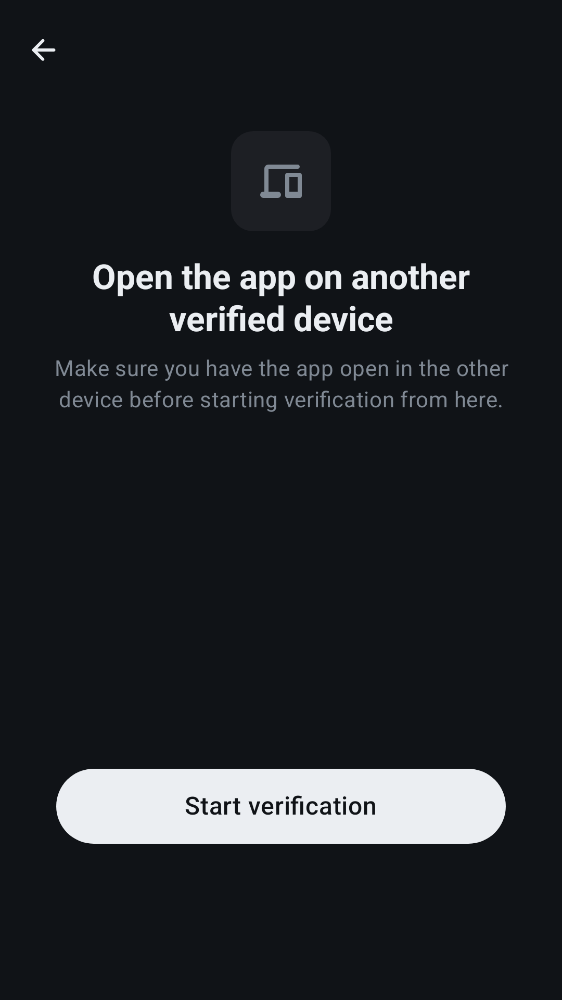 Open the app on another
verified device
Make sure you have the app open in the other
device before starting verification from here.
Start verification